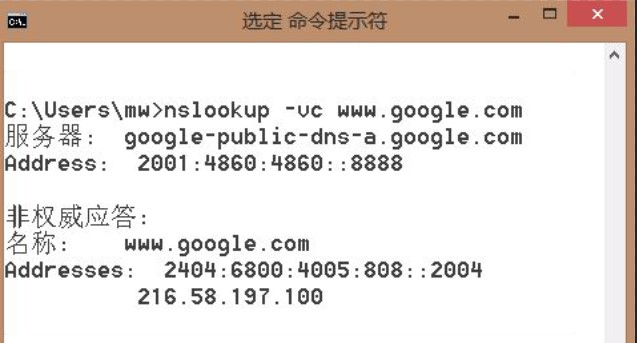 选定 命令提示符
C:\Users\mw>nslookup -vc www.google.com
服务器:  google-public-dns-a.google.com
Address:  2001:4860:4860::8888
非权威应答:
名称:    www.google.com
Addresses:  2404:6800:4005:808::2004
216.58.197.100